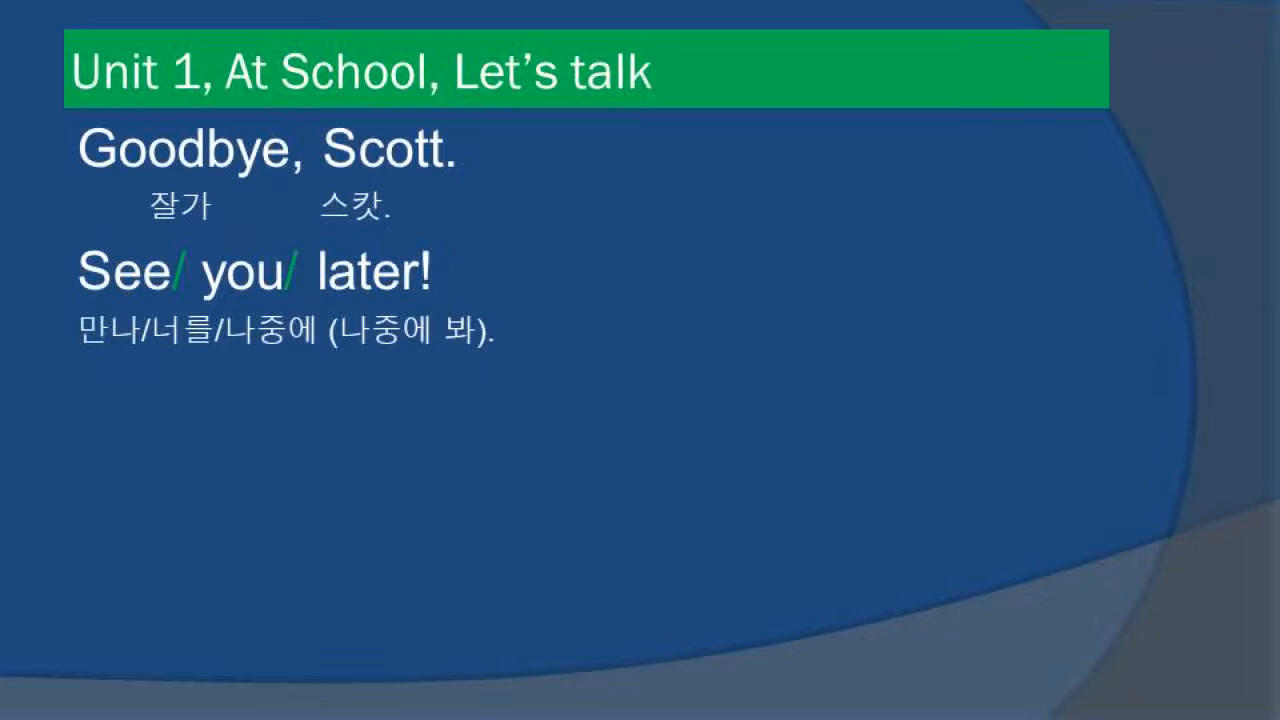 Unit 1, At School, Let’s talk
Goodbye, Scott.
잘가 스캇.
See/ you/ later!
만나/너를/나중에 (나중에 봐).